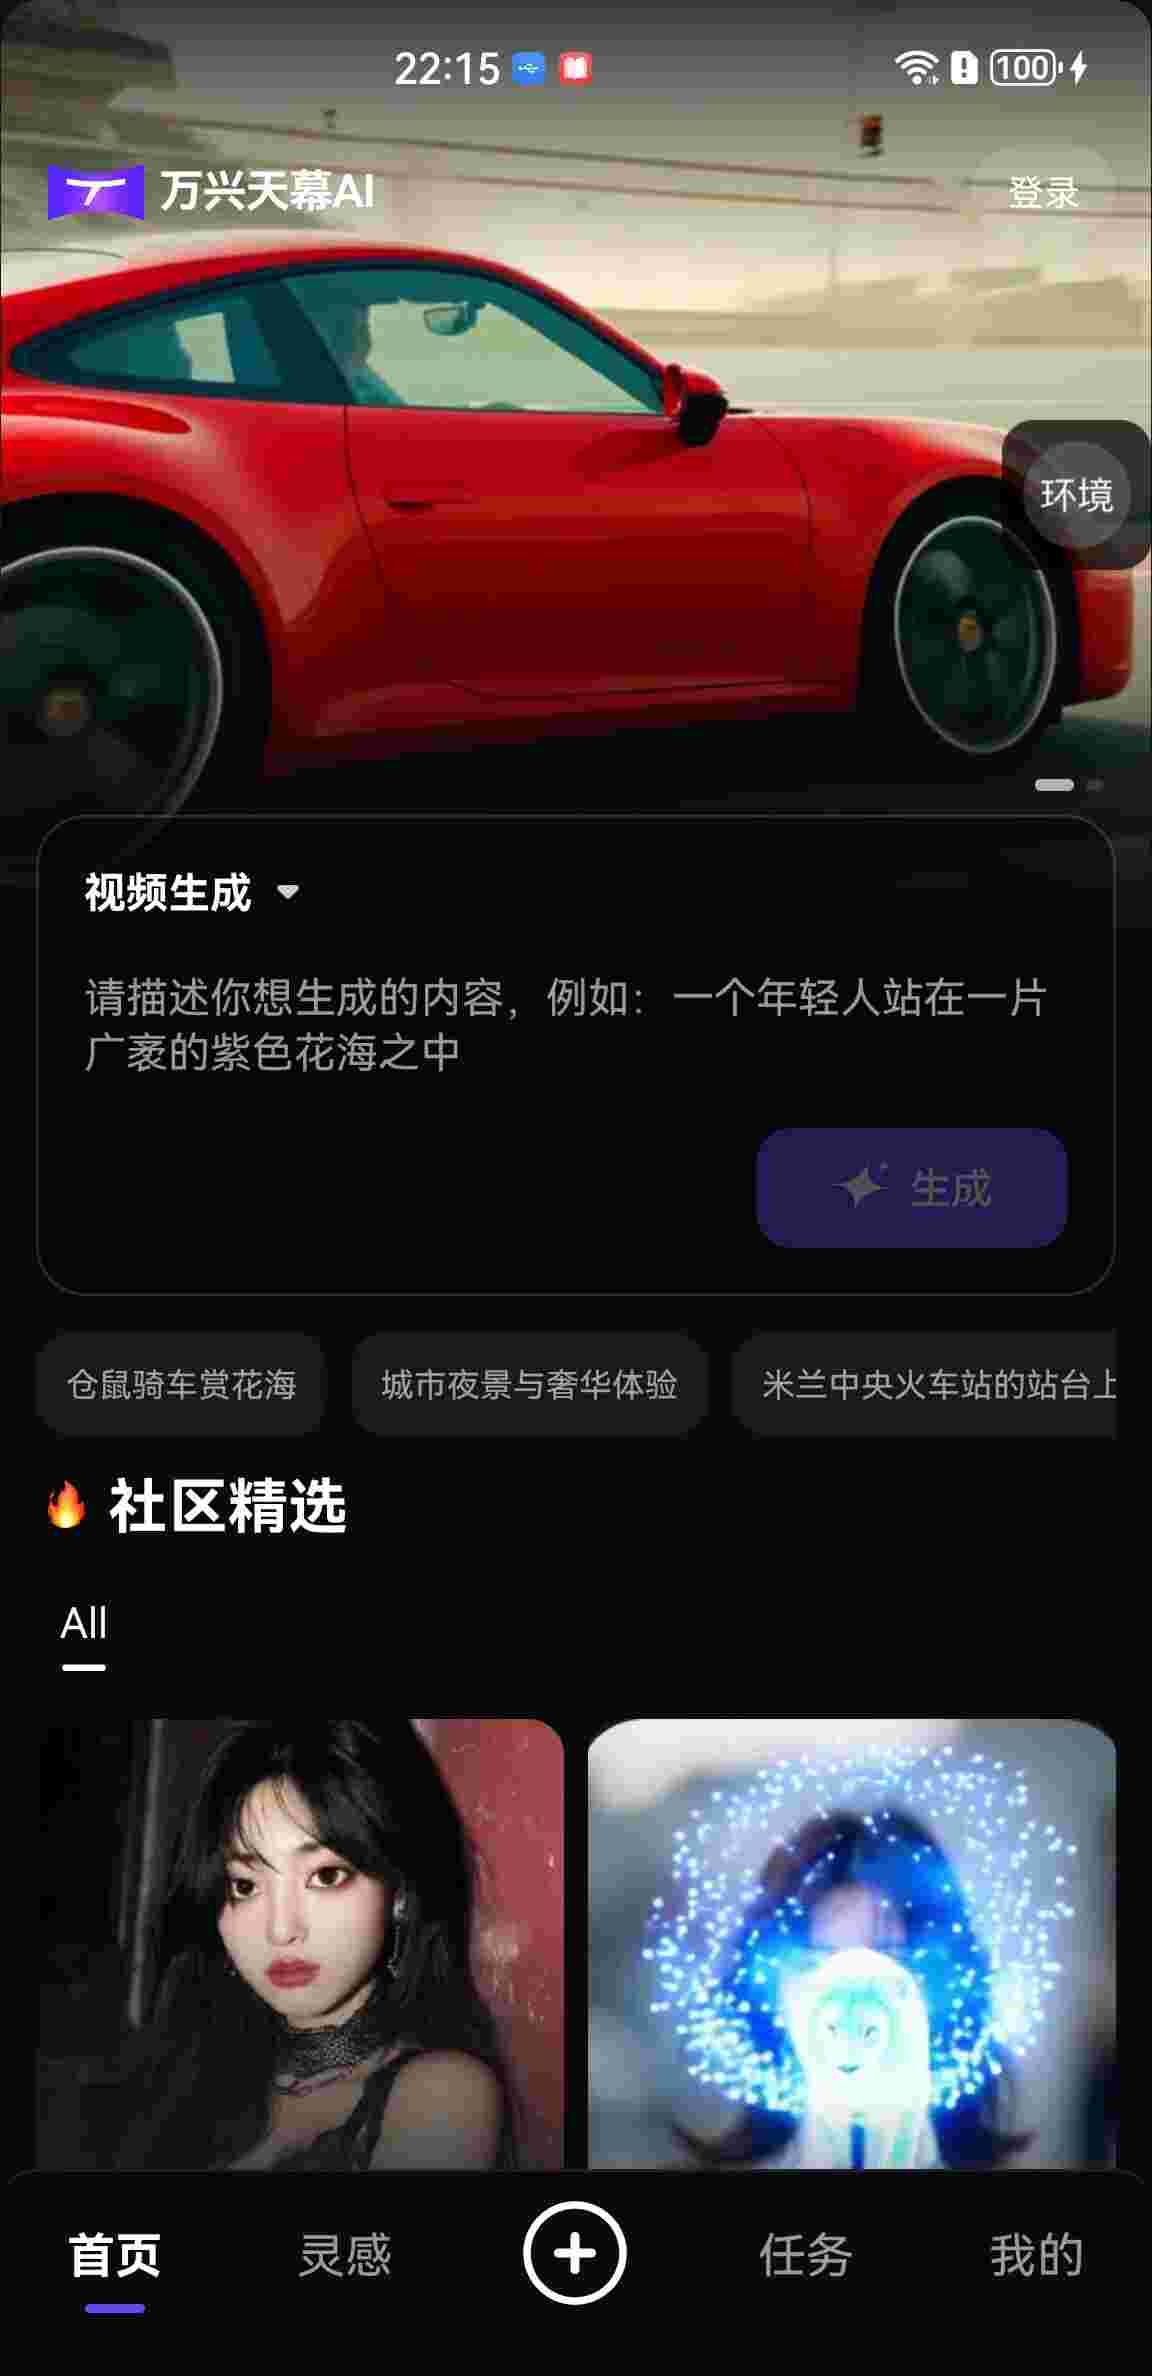 22:15
100
万兴天幕AI
登录
环境
视频生成
请描述你想生成的内容，例如：一个年轻人站在一片
广袤的紫色花海之中
生成
仓鼠骑车赏花海
城市夜景与奢华体验
米兰中央火车站的站台上
🔥 社区精选
All
首页
灵感
任务
我的